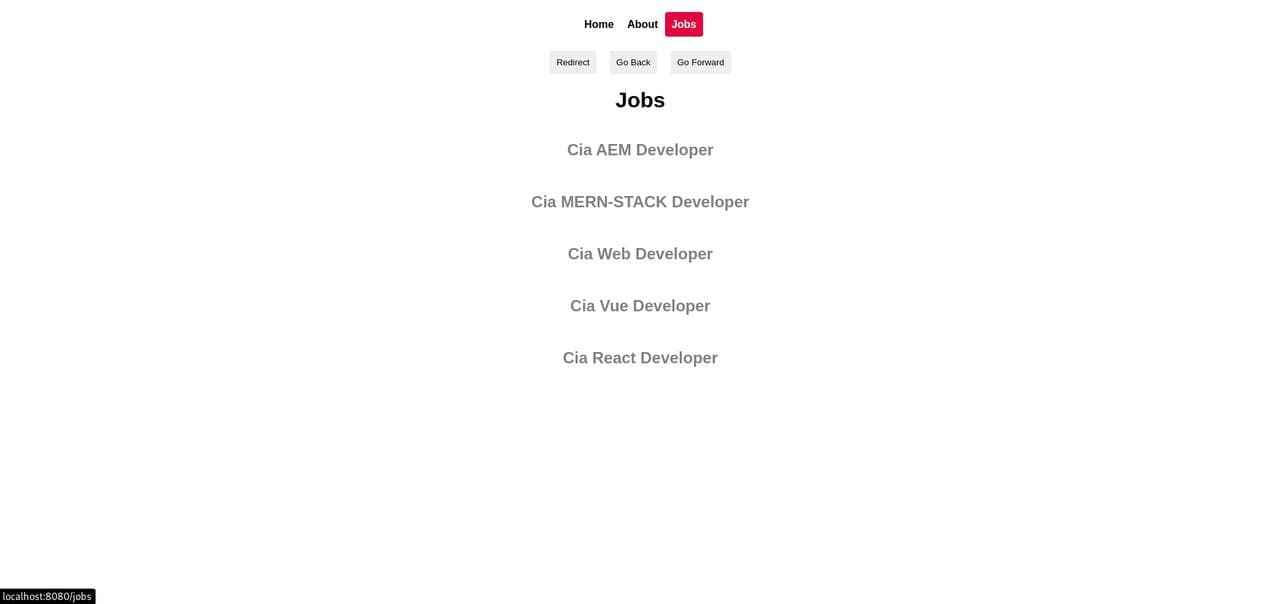 Home About Jobs
Redirect Go Back Go Forward
Jobs
Cia AEM Developer
Cia MERN-STACK Developer
Cia Web Developer
Cia Vue Developer
Cia React Developer
localhost:8080/jobs